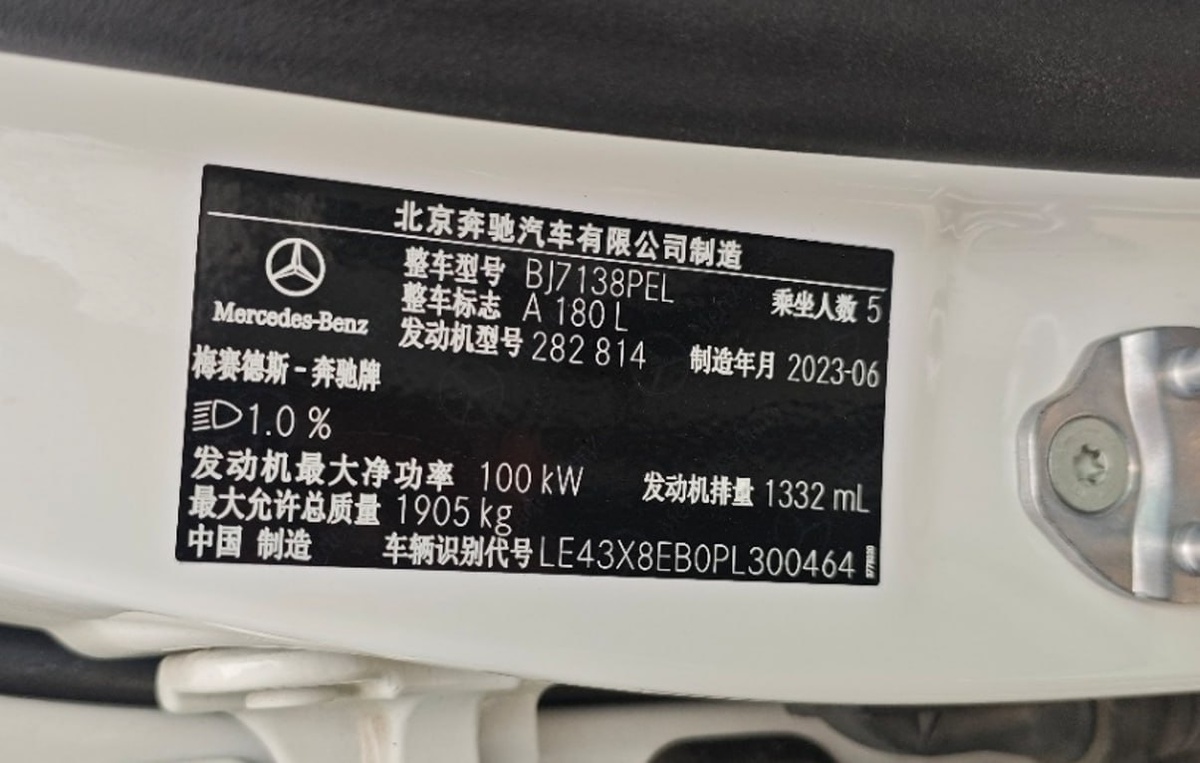 北京奔驰汽车有限公司制造
Mercedes-Benz
整车型号 BJ7138PEL 乘坐人数 5
整车标志 A 180 L
发动机型号 282 814 制造年月 2023-06
梅赛德斯-奔驰牌
1.0 %
发动机最大净功率 100 kW 发动机排量 1332 mL
最大允许总质量 1905 kg
中国 制造 车辆识别代号 LE43X8EB0PL300464